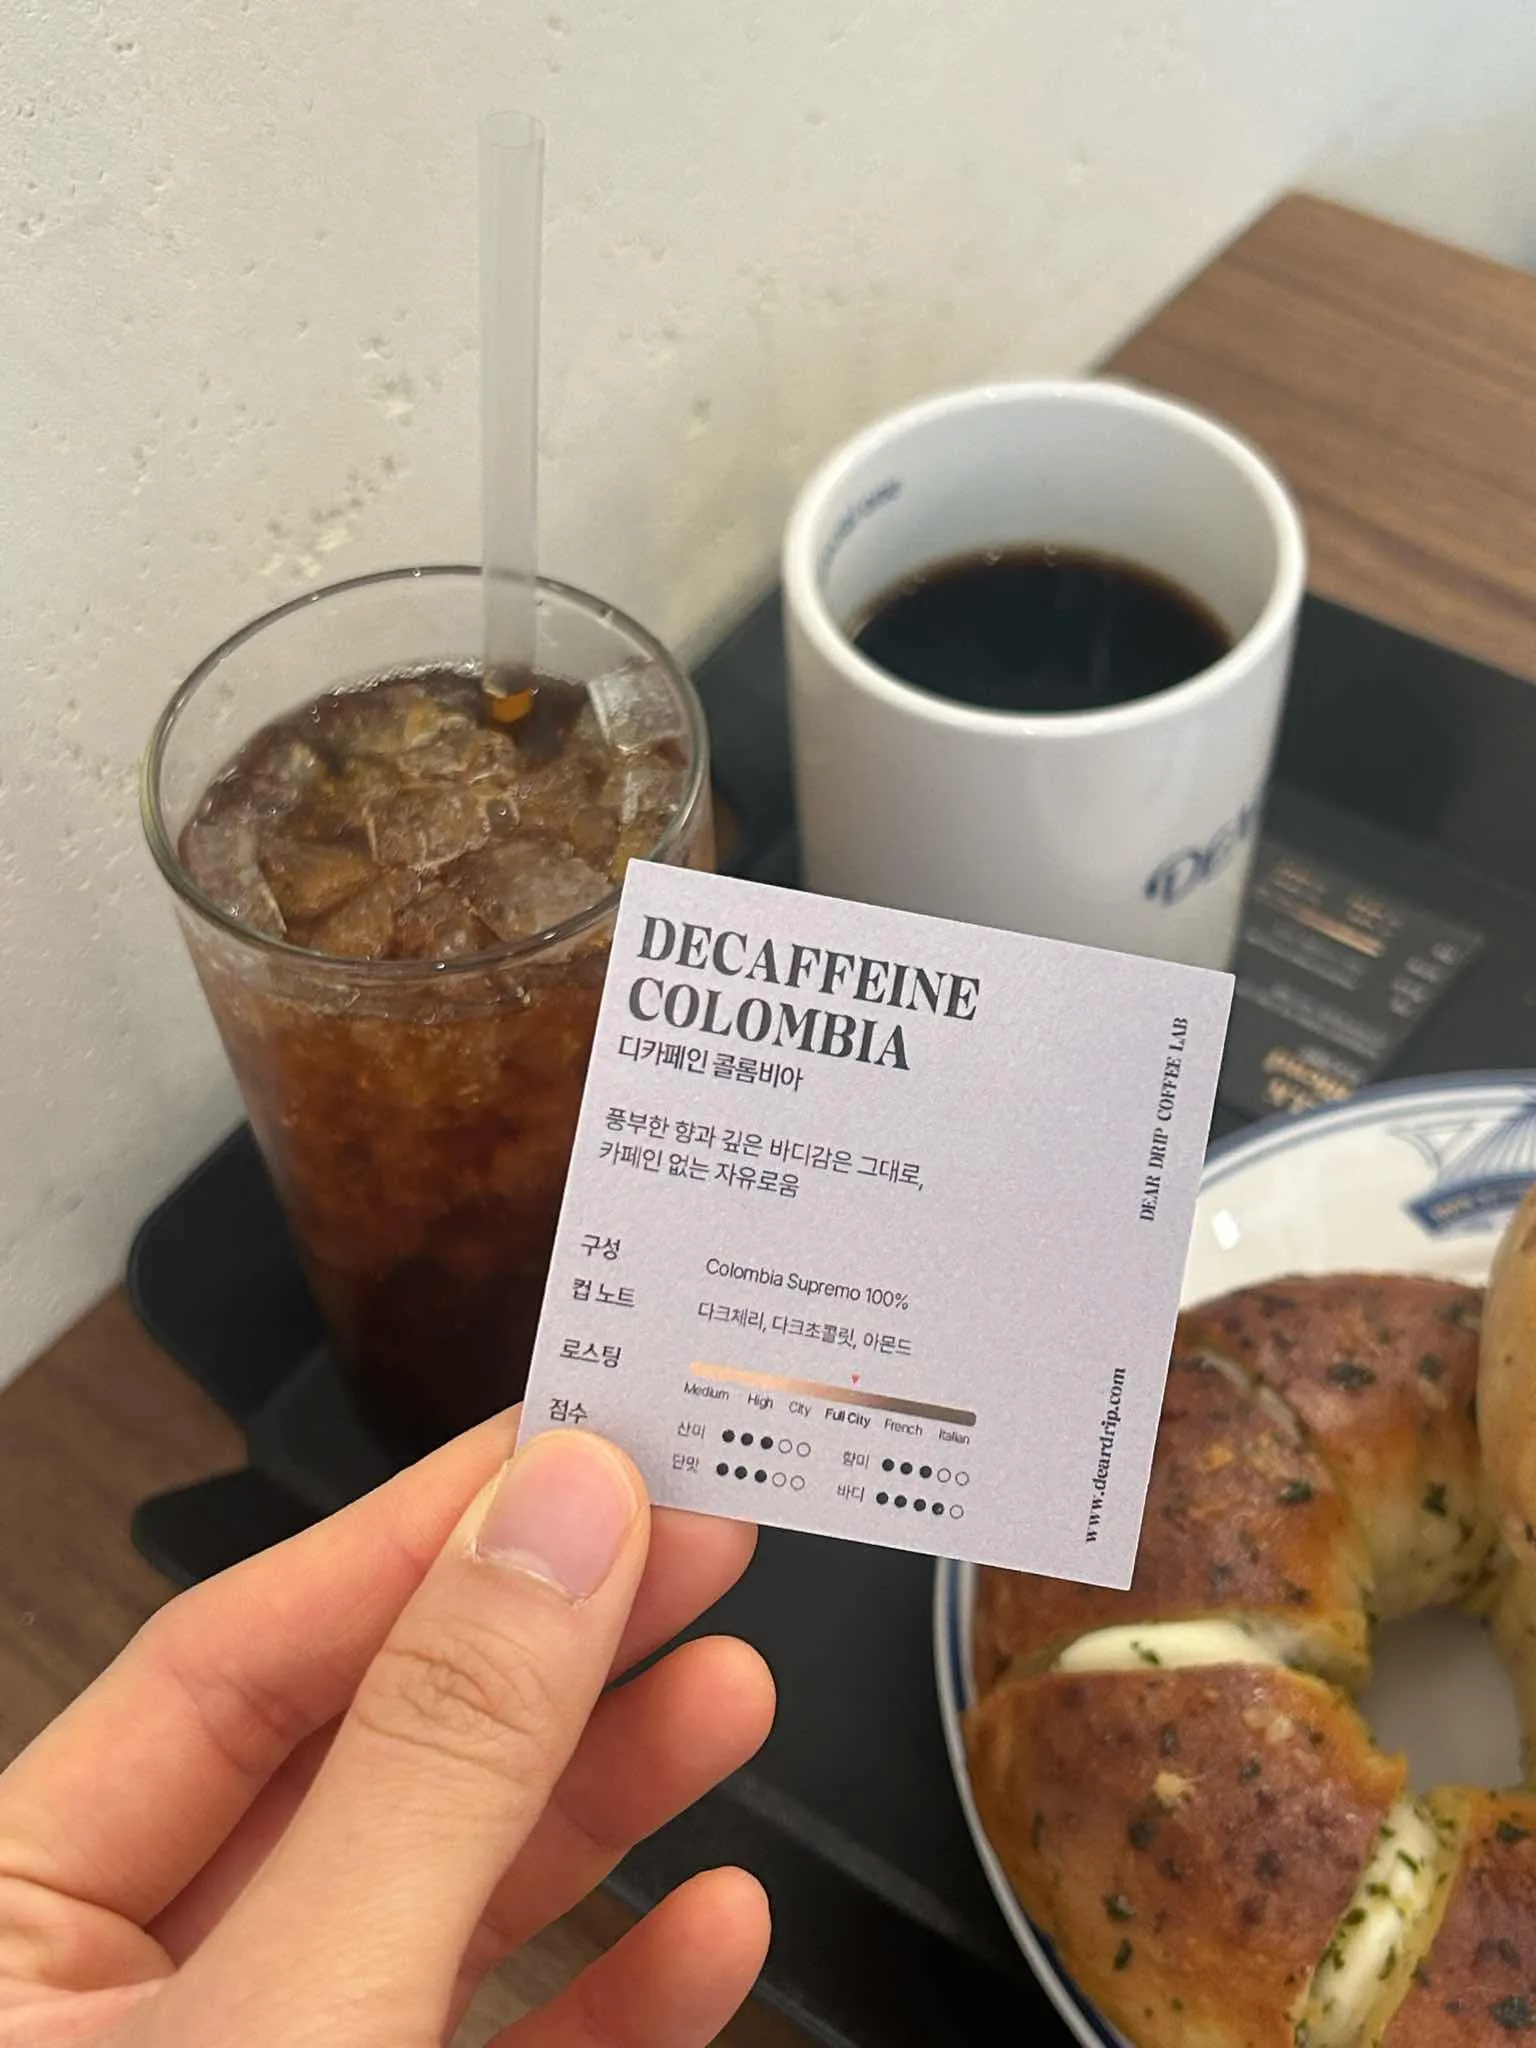 DECAFFEINE
COLOMBIA
디카페인 콜롬비아
풍부한 향과 깊은 바디감은 그대로,
카페인 없는 자유로움
구성
Colombia Supremo 100%
컵 노트
다크체리, 다크초콜릿, 아몬드
로스팅
Medium High City Full City French Italian
점수
산미 ●●●○○ 향미 ●●●○○
단맛 ●●●○○ 바디 ●●●●○
DEAR DRIP COFFEE LAB
www.deardrip.com